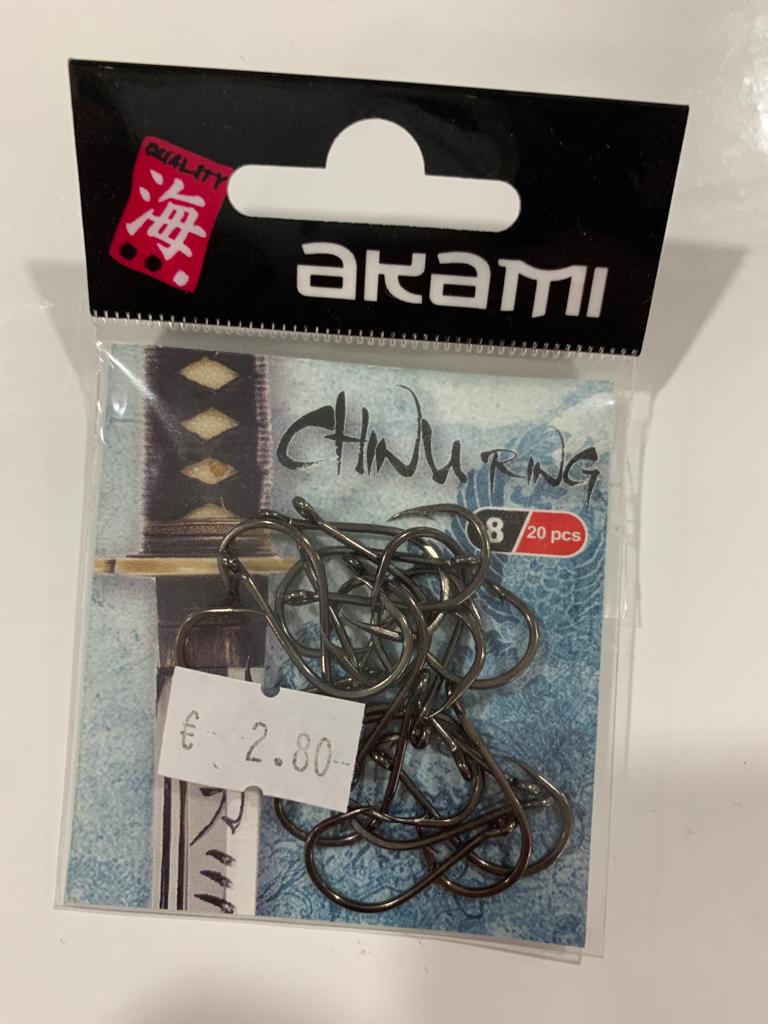 QUALITY
海
akami
CHINU RING
8 20 pcs
€ 2.80